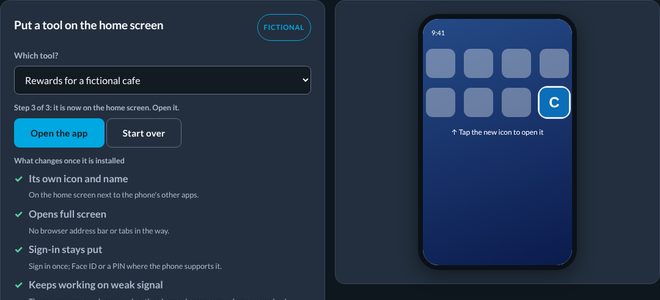 Put a tool on the home screen
FICTIONAL
Which tool?
Rewards for a fictional cafe
Step 3 of 3: it is now on the home screen. Open it.
Open the app
Start over
What changes once it is installed
✓ Its own icon and name
On the home screen next to the phone's other apps.
✓ Opens full screen
No browser address bar or tabs in the way.
✓ Sign-in stays put
Sign in once; Face ID or a PIN where the phone supports it.
✓ Keeps working on weak signal
9:41
C
↑ Tap the new icon to open it